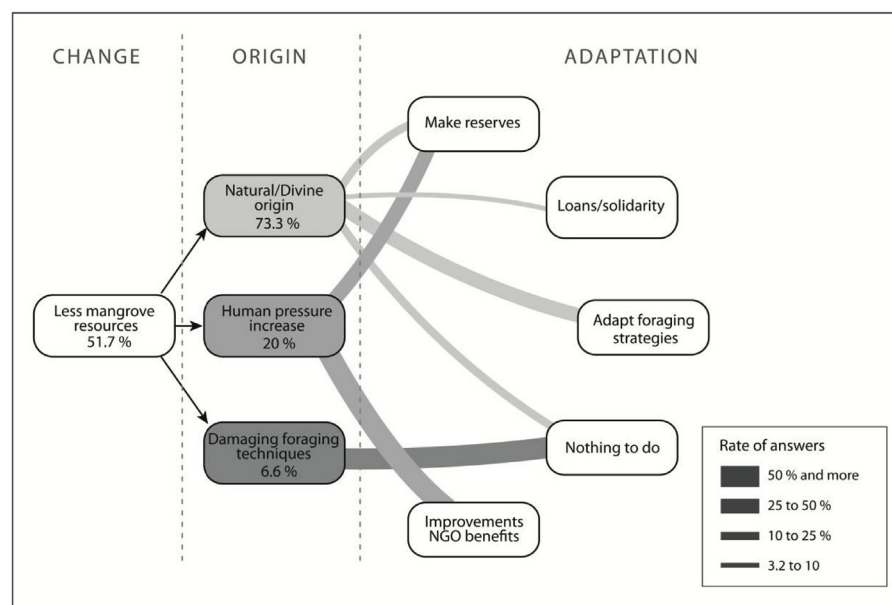 CHANGE
ORIGIN
ADAPTATION
Make reserves
Natural/Divine
origin
73.3 %
Loans/solidarity
Less mangrove
resources
51.7 %
Human pressure
increase
20 %
Adapt foraging
strategies
Damaging foraging
techniques
6.6 %
Nothing to do
Improvements
NGO benefits
Rate of answers
50 % and more
25 to 50 %
10 to 25 %
3.2 to 10